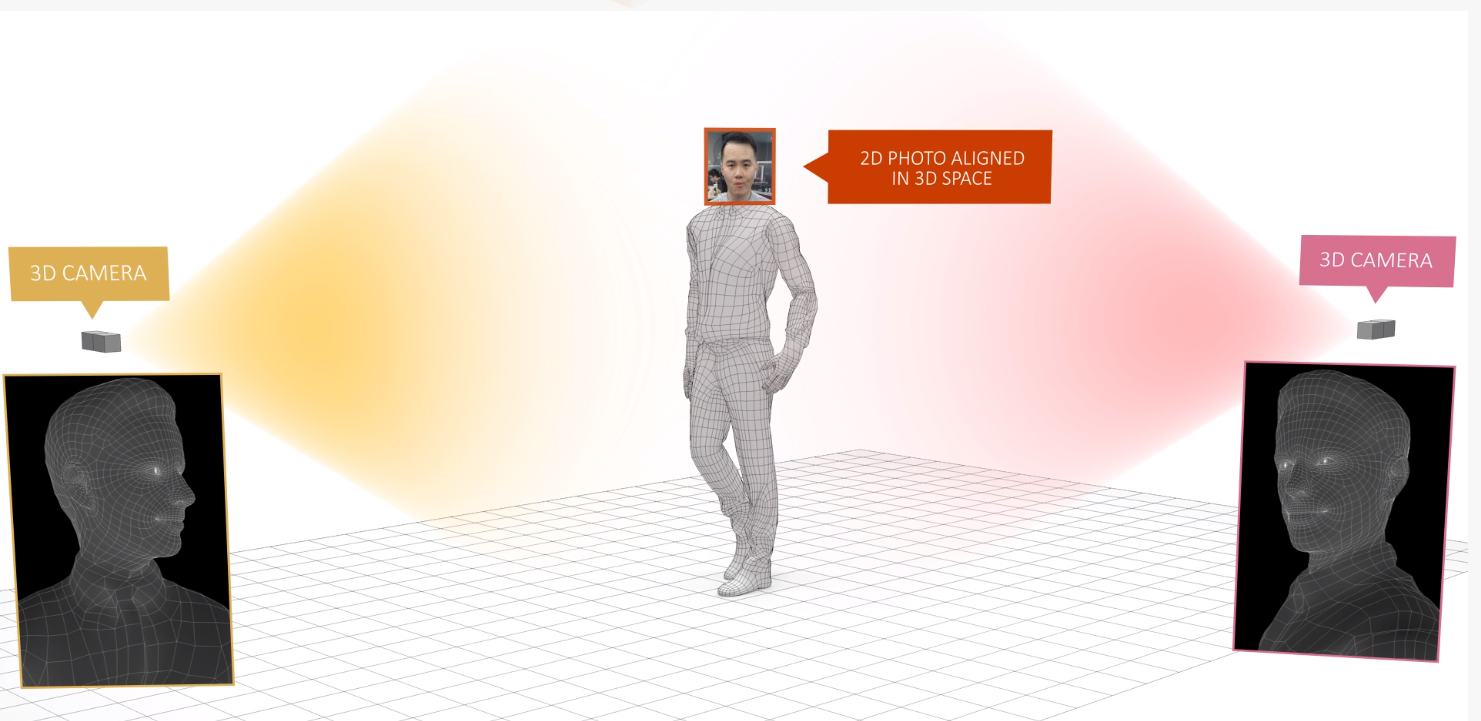 2D PHOTO ALIGNED
IN 3D SPACE
3D CAMERA
3D CAMERA